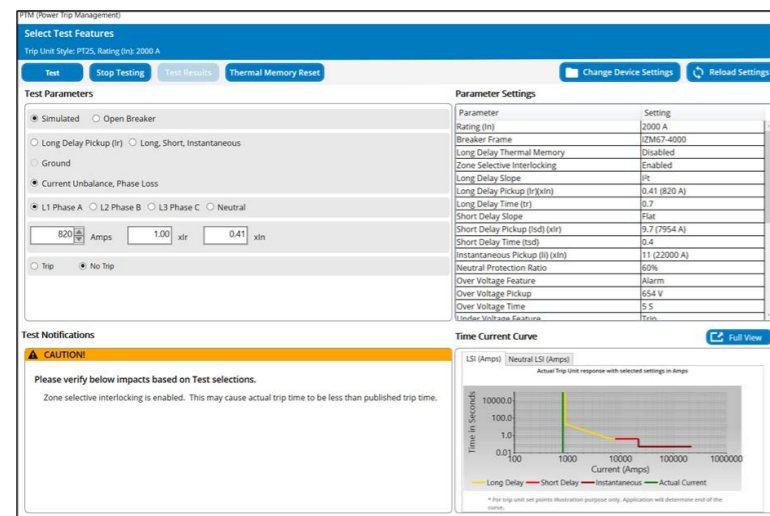 PTM (Power Trip Management)
Select Test Features
Trip Unit Style: PT25, Rating (In): 2000 A
Test Stop Testing Test Results Thermal Memory Reset Change Device Settings Reload Settings
Test Parameters
Simulated Open Breaker
Long Delay Pickup (Ir) Long, Short, Instantaneous
Ground
Current Unbalance, Phase Loss
L1 Phase A L2 Phase B L3 Phase C Neutral
820 Amps 1.00 xIr 0.41 xIn
Trip No Trip
Parameter Settings
Parameter Setting
Rating (In) 2000 A
Breaker Frame IZM67-4000
Long Delay Thermal Memory Disabled
Zone Selective Interlocking Enabled
Long Delay Slope I²t
Long Delay Pickup (Ir)(xIn) 0.41 (820 A)
Long Delay Time (tr) 0.7
Short Delay Slope Flat
Short Delay Pickup (Isd) (xIr) 9.7 (7954 A)
Short Delay Time (tsd) 0.4
Instantaneous Pickup (Ii) (xIn) 11 (22000 A)
Neutral Protection Ratio 60%
Over Voltage Feature Alarm
Over Voltage Pickup 654 V
Over Voltage Time 5 S
Under Voltage Feature Trip
Test Notifications
CAUTION!
Please verify below impacts based on Test selections.
Zone selective interlocking is enabled. This may cause actual trip time to be less than published trip time.
Time Current Curve Full View
LSI (Amps) Neutral LSI (Amps)
Actual Trip Unit response with selected settings in Amps
Time in Seconds
10000.0
100.0
1.0
0.01
100 1000 10000 100000 1000000
Current (Amps)
Long Delay Short Delay Instantaneous Actual Current
* For trip unit set points illustration purpose only. Application will determine end of the
curve.